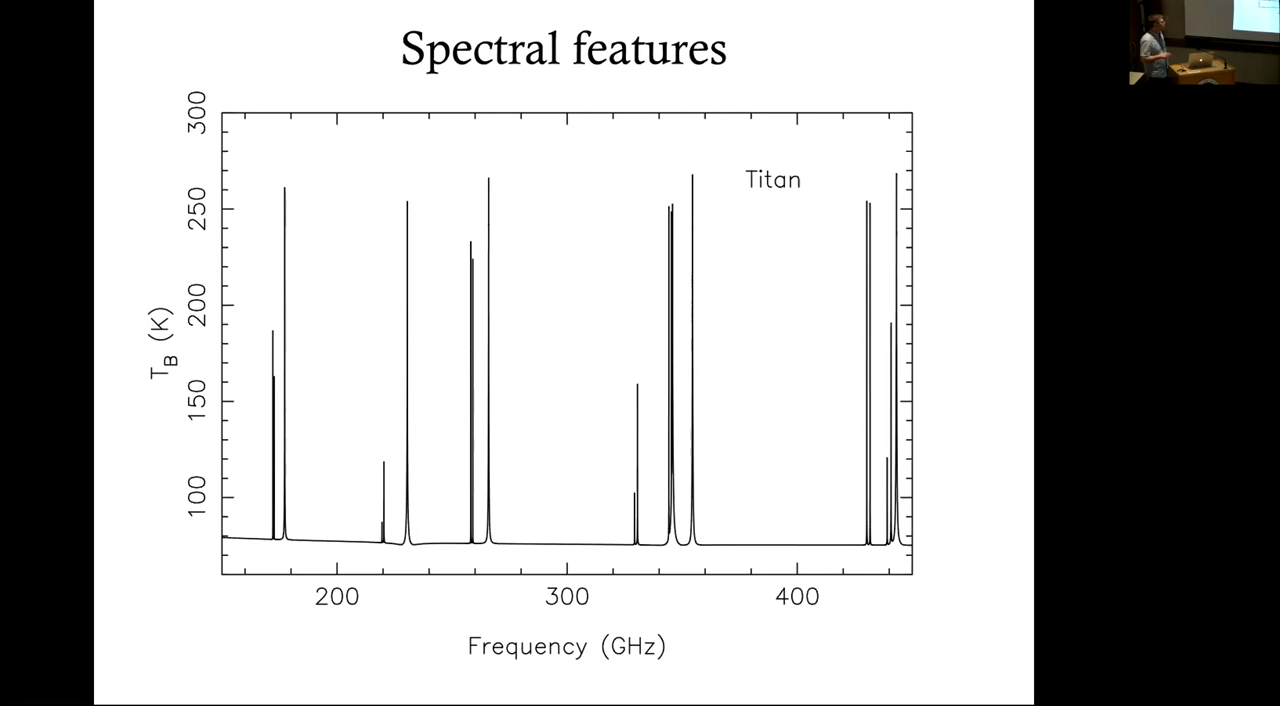 Spectral features
300
250
200
150
100
T_B (K)
Titan
200 300 400
Frequency (GHz)